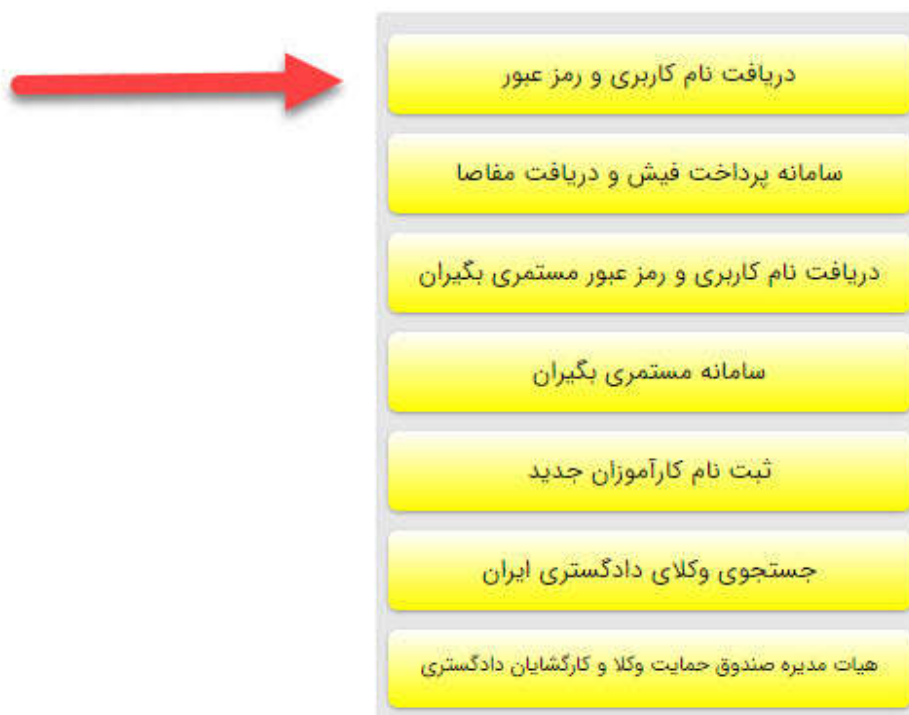 دریافت نام کاربری و رمز عبور
سامانه پرداخت فیش و دریافت مفاصا
دریافت نام کاربری و رمز عبور مستمری بگیران
سامانه مستمری بگیران
ثبت نام کارآموزان جدید
جستجوی وکلای دادگستری ایران
هیات مدیره صندوق حمایت وکلا و کارگشایان دادگستری